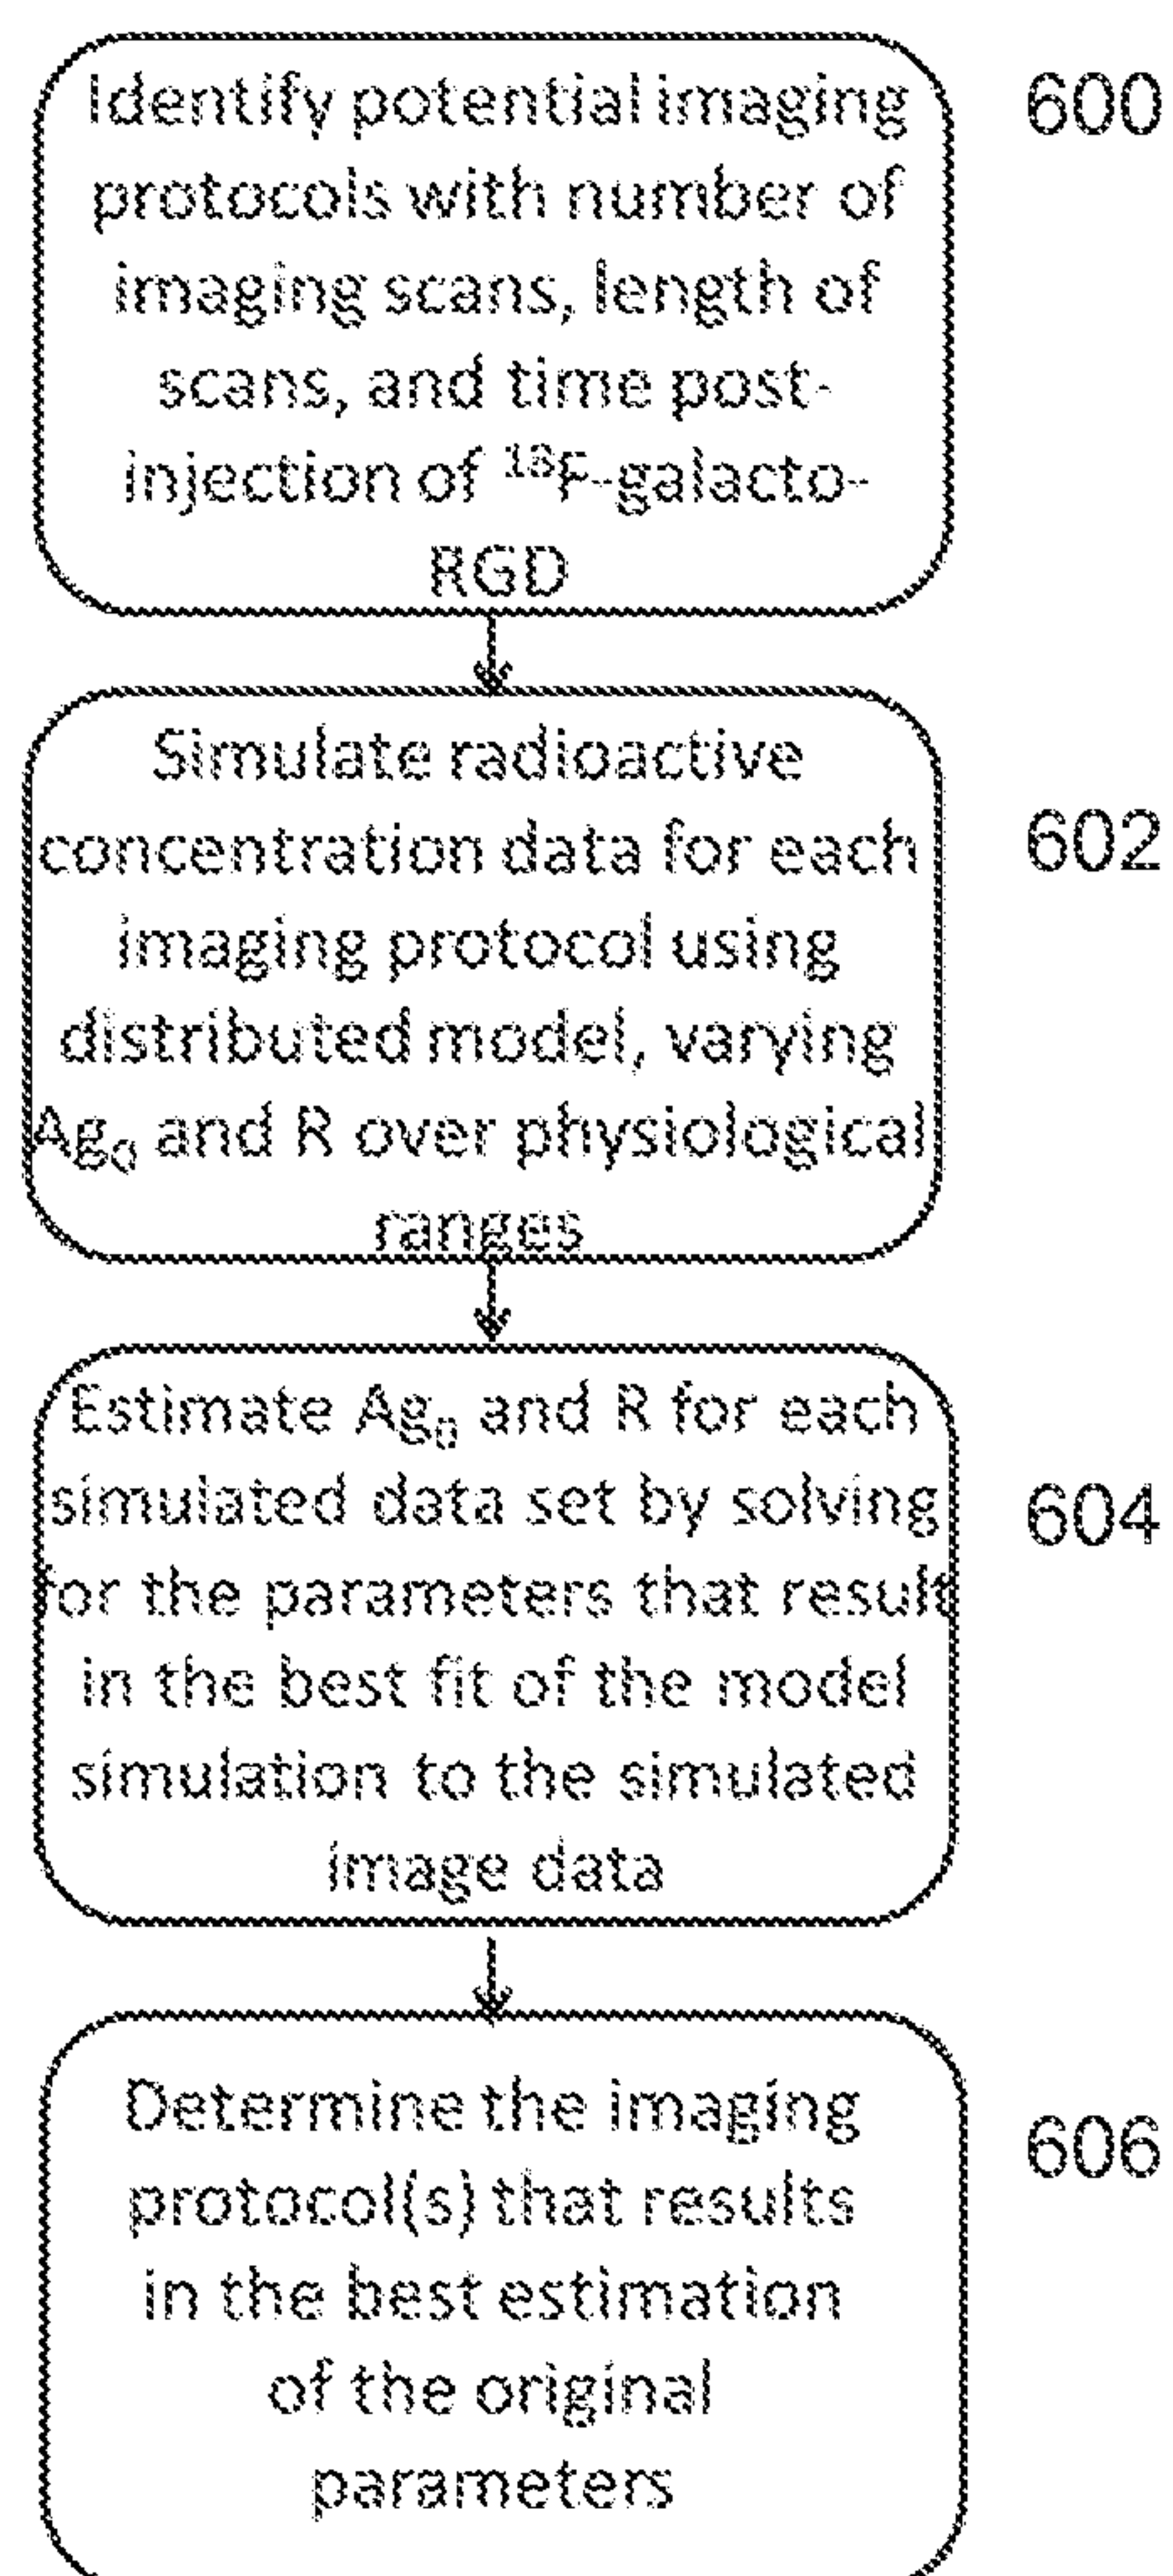 Identify potential imaging
protocols with number of
imaging scans, length of
scans, and time post-
injection of ¹⁸F-galacto-
RGD
600
Simulate radioactive
concentration data for each
imaging protocol using
distributed model, varying
Ag₀ and R over physiological
ranges
602
Estimate Ag₀ and R for each
simulated data set by solving
for the parameters that result
in the best fit of the model
simulation to the simulated
image data
604
Determine the imaging
protocol(s) that results
in the best estimation
of the original
parameters
606